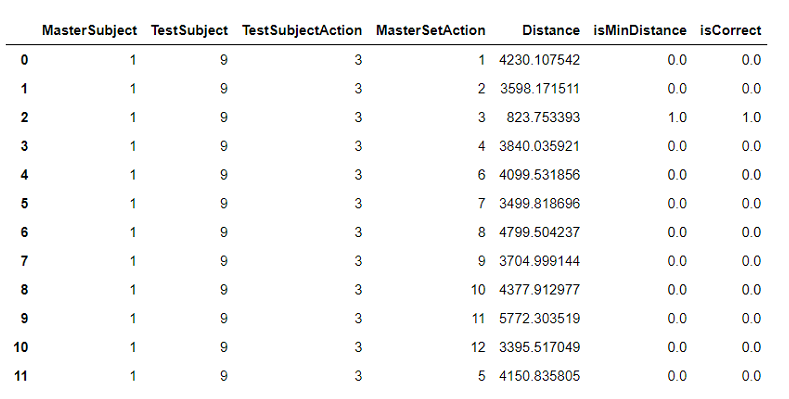 MasterSubject TestSubject TestSubjectAction MasterSetAction Distance isMinDistance isCorrect
0 1 9 3 1 4230.107542 0.0 0.0
1 1 9 3 2 3598.171511 0.0 0.0
2 1 9 3 3 823.753393 1.0 1.0
3 1 9 3 4 3840.035921 0.0 0.0
4 1 9 3 6 4099.531856 0.0 0.0
5 1 9 3 7 3499.818696 0.0 0.0
6 1 9 3 8 4799.504237 0.0 0.0
7 1 9 3 9 3704.999144 0.0 0.0
8 1 9 3 10 4377.912977 0.0 0.0
9 1 9 3 11 5772.303519 0.0 0.0
10 1 9 3 12 3395.517049 0.0 0.0
11 1 9 3 5 4150.835805 0.0 0.0